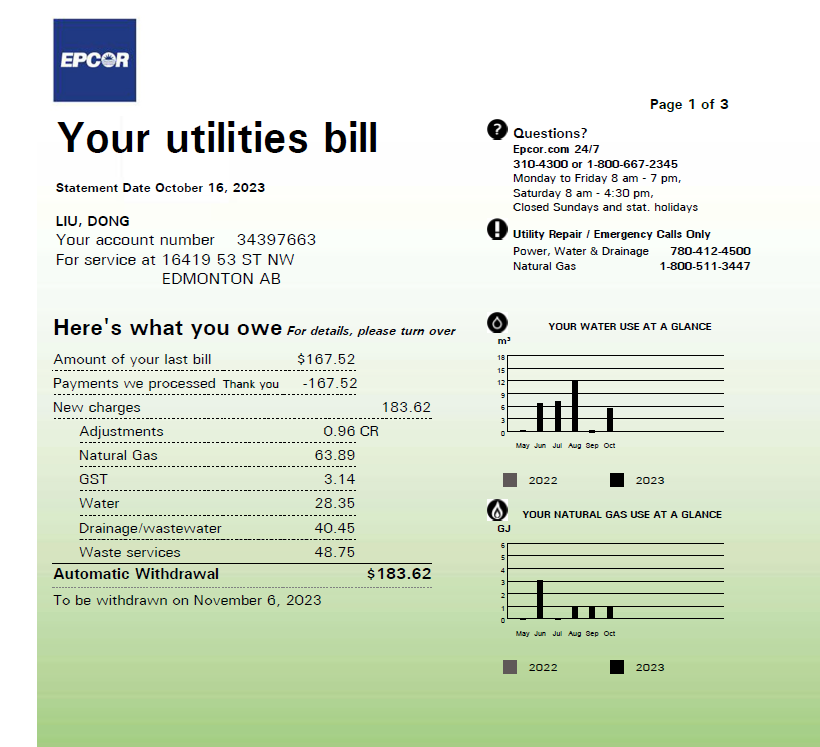 EPCOR
Page 1 of 3
Your utilities bill
Statement Date October 16, 2023
LIU, DONG
Your account number 34397663
For service at 16419 53 ST NW
EDMONTON AB
? Questions?
Epcor.com 24/7
310-4300 or 1-800-667-2345
Monday to Friday 8 am - 7 pm,
Saturday 8 am - 4:30 pm,
Closed Sundays and stat. holidays
! Utility Repair / Emergency Calls Only
Power, Water & Drainage 780-412-4500
Natural Gas 1-800-511-3447
Here's what you owe For details, please turn over
Amount of your last bill $167.52
Payments we processed Thank you -167.52
New charges 183.62
Adjustments 0.96 CR
Natural Gas 63.89
GST 3.14
Water 28.35
Drainage/wastewater 40.45
Waste services 48.75
Automatic Withdrawal $183.62
To be withdrawn on November 6, 2023
YOUR WATER USE AT A GLANCE
m³
18
15
12
9
6
3
0
May Jun Jul Aug Sep Oct
2022 2023
YOUR NATURAL GAS USE AT A GLANCE
GJ
6
5
4
3
2
1
0
May Jun Jul Aug Sep Oct
2022 2023